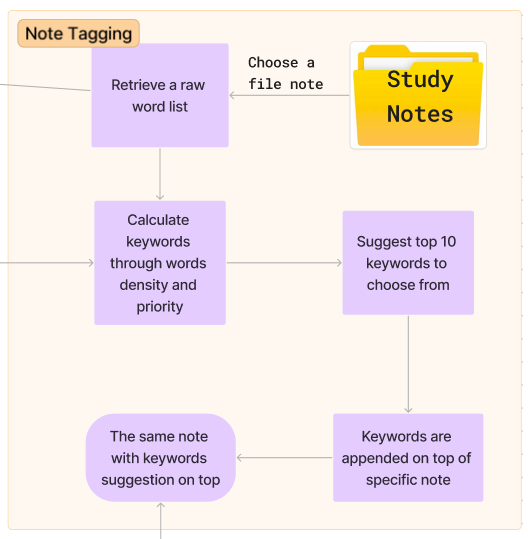 Note Tagging
Retrieve a raw
word list
Choose a
file note
Study
Notes
Calculate
keywords
through words
density and
priority
Suggest top 10
keywords to
choose from
Keywords are
appended on top of
specific note
The same note
with keywords
suggestion on top